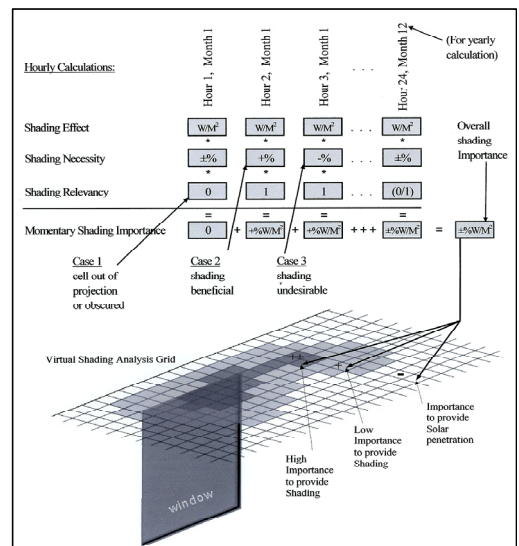 Hourly Calculations:
Hour 1, Month 1
Hour 2, Month 1
Hour 3, Month 1
. . .
Hour 24, Month 12
(For yearly
calculation)
Shading Effect
W/M² W/M² W/M² . . . W/M²
* * * *
Overall
shading
Importance
Shading Necessity
±% +% -% . . . ±%
* * * *
Shading Relevancy
0 1 1 . . . (0/1)
= = = =
Momentary Shading Importance
0 + +%W/M² + +%W/M² +++ ±%W/M² = ±%W/M²
Case 1
cell out of
projection
or obscured
Case 2
shading
beneficial
Case 3
shading
undesirable
Virtual Shading Analysis Grid
++
+
-
Importance
to provide
Solar
penetration
Low
Importance
to provide
Shading
High
Importance
to provide
Shading
window